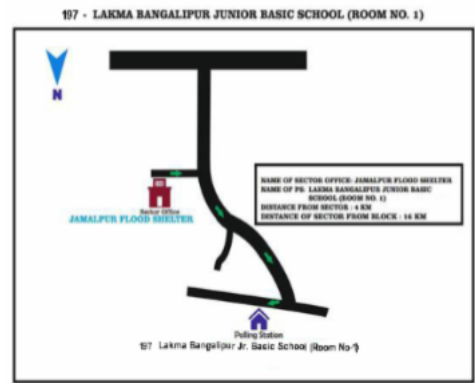 197 - LAKMA BANGALIPUR JUNIOR BASIC SCHOOL (ROOM NO. 1)
N
Sector Office
JAMALPUR FLOOD SHELTER
NAME OF SECTOR OFFICE: JAMALPUR FLOOD SHELTER
NAME OF PS: LAKMA BANGALIPUR JUNIOR BASIC
SCHOOL (ROOM NO. 1)
DISTANCE FROM SECTOR : 4 KM
DISTANCE OF SECTOR FROM BLOCK : 16 KM
Polling Station
197 Lakma Bangalipur Jr. Basic School (Room No-1)